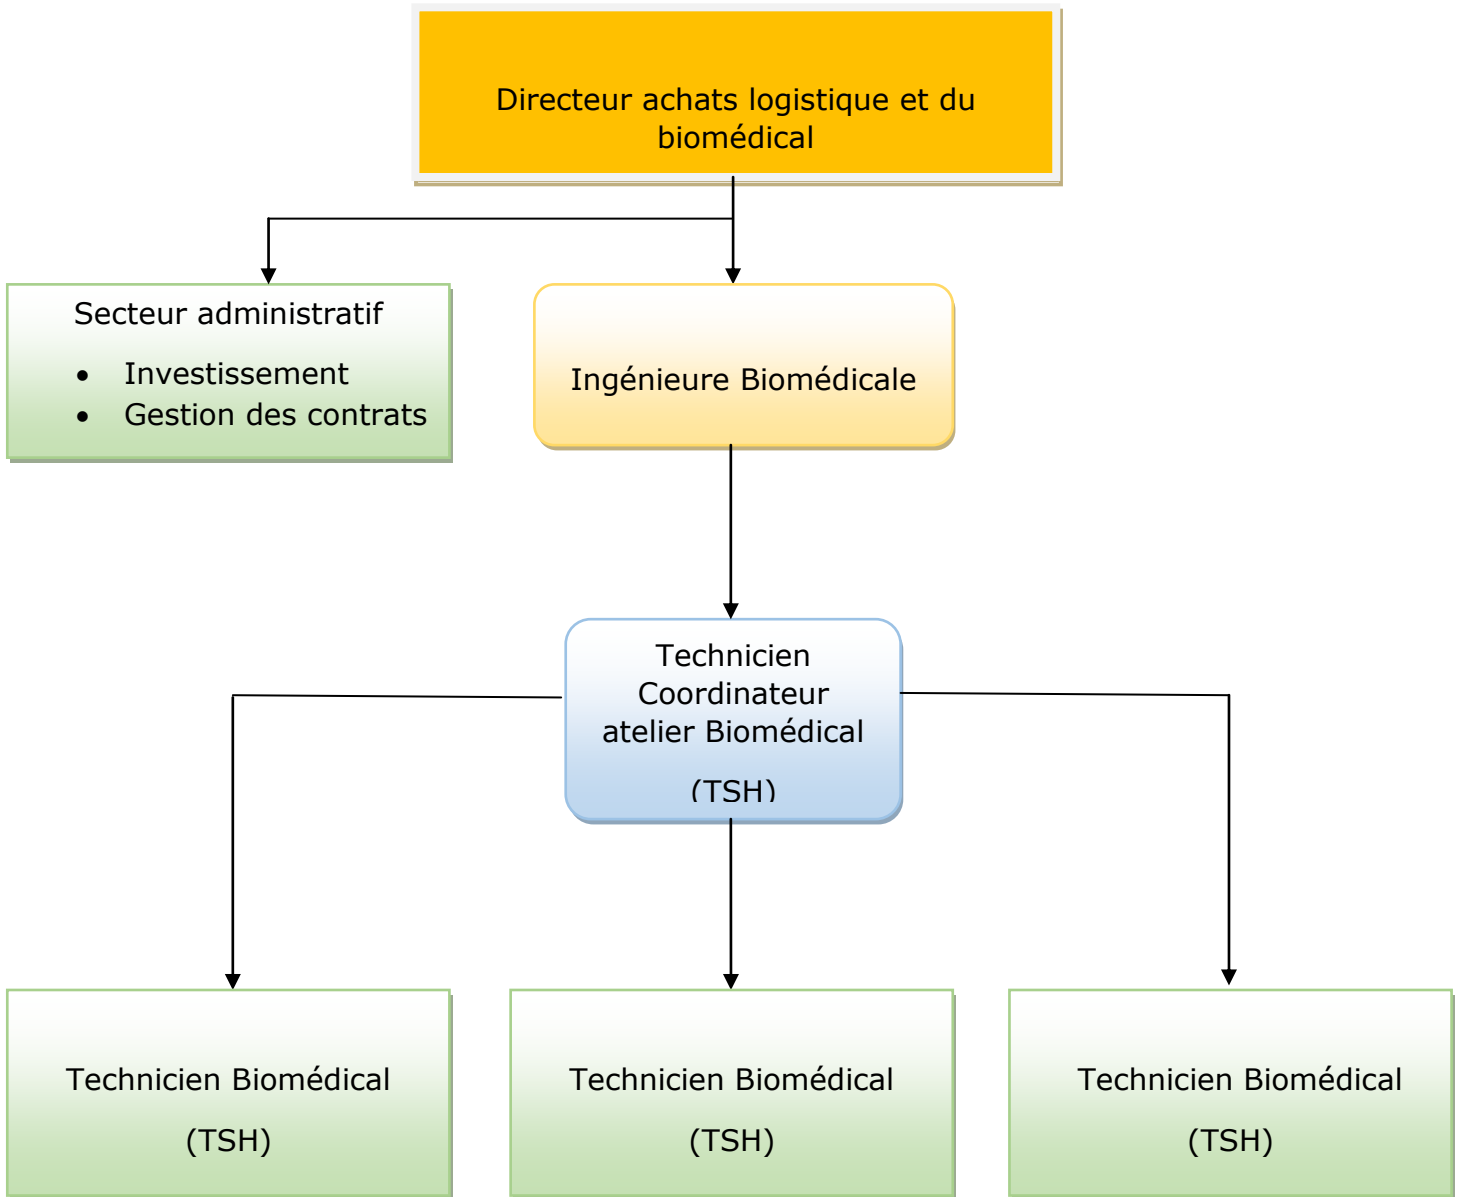 Directeur achats logistique et du
biomédical
Secteur administratif
• Investissement
• Gestion des contrats
Ingénieure Biomédicale
Technicien
Coordinateur
atelier Biomédical
(TSH)
Technicien Biomédical
(TSH)
Technicien Biomédical
(TSH)
Technicien Biomédical
(TSH)